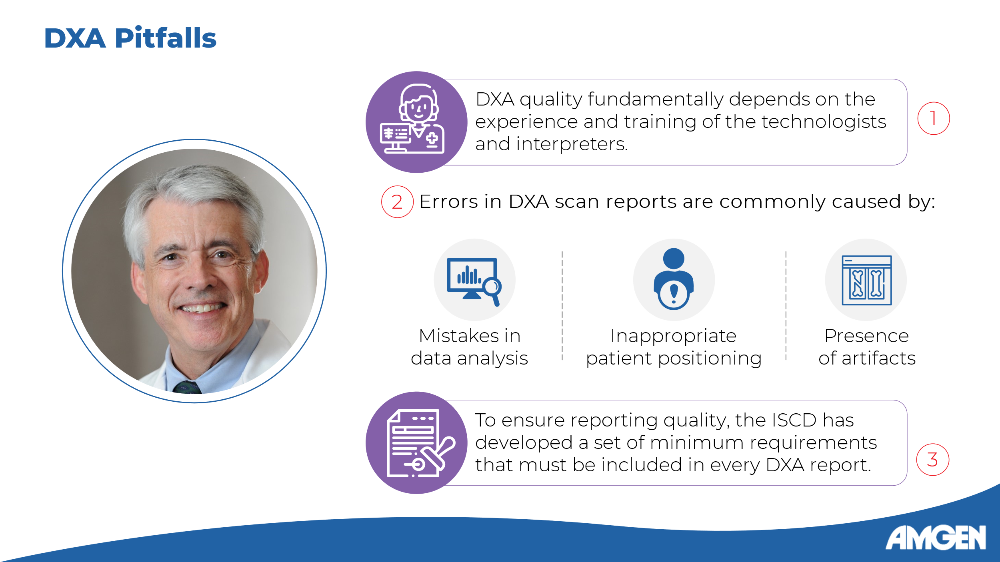 DXA Pitfalls
DXA quality fundamentally depends on the
experience and training of the technologists
and interpreters.
1
2
Errors in DXA scan reports are commonly caused by:
Mistakes in
data analysis
Inappropriate
patient positioning
Presence
of artifacts
To ensure reporting quality, the ISCD has
developed a set of minimum requirements
that must be included in every DXA report.
3
AMGEN